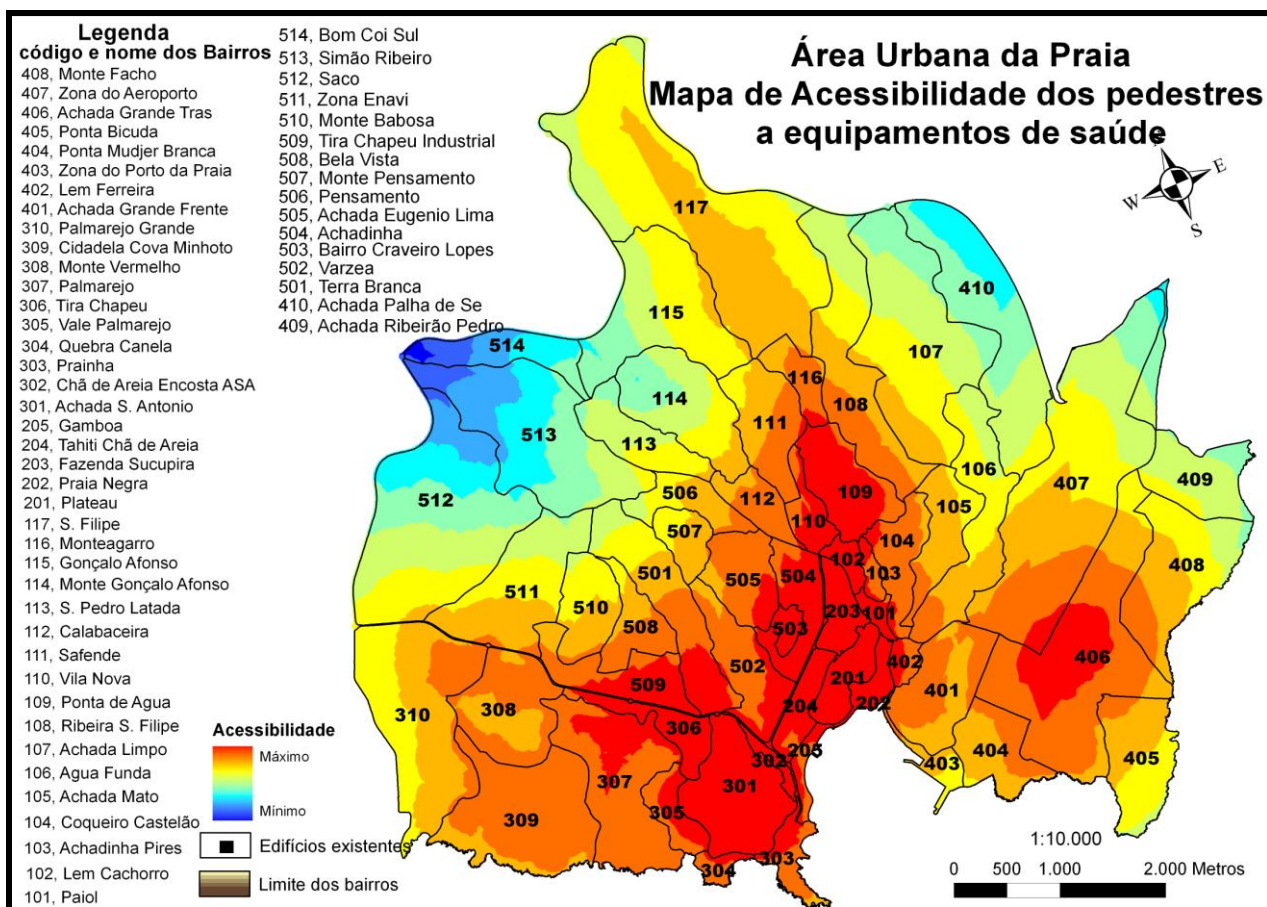 Legenda
código e nome dos Bairros
408, Monte Facho
407, Zona do Aeroporto
406, Achada Grande Tras
405, Ponta Bicuda
404, Ponta Mudjer Branca
403, Zona do Porto da Praia
402, Lem Ferreira
401, Achada Grande Frente
310, Palmarejo Grande
309, Cidadela Cova Minhoto
308, Monte Vermelho
307, Palmarejo
306, Tira Chapeu
305, Vale Palmarejo
304, Quebra Canela
303, Prainha
302, Chã de Areia Encosta ASA
301, Achada S. Antonio
205, Gamboa
204, Tahiti Chã de Areia
203, Fazenda Sucupira
202, Praia Negra
201, Plateau
117, S. Filipe
116, Monteagarro
115, Gonçalo Afonso
114, Monte Gonçalo Afonso
113, S. Pedro Latada
112, Calabaceira
111, Safende
110, Vila Nova
109, Ponta de Agua
108, Ribeira S. Filipe
107, Achada Limpo
106, Agua Funda
105, Achada Mato
104, Coqueiro Castelão
103, Achadinha Pires
102, Lem Cachorro
101, Paiol
514, Bom Coi Sul
513, Simão Ribeiro
512, Saco
511, Zona Enavi
510, Monte Babosa
509, Tira Chapeu Industrial
508, Bela Vista
507, Monte Pensamento
506, Pensamento
505, Achada Eugenio Lima
504, Achadinha
503, Bairro Craveiro Lopes
502, Varzea
501, Terra Branca
410, Achada Palha de Se
409, Achada Ribeirão Pedro
Acessibilidade
Máximo
Mínimo
Edifícios existentes
Limite dos bairros
Área Urbana da Praia
Mapa de Acessibilidade dos pedestres
a equipamentos de saúde
E
W
S
117
410
115
107
514
116
114
108
111
513
113
106
407
409
506
109
512
112
105
110
507
104
408
102
501
505
504
103
511
510
203
101
508
503
402
406
502
201
509
401
202
310
308
204
306
205
404
405
302
403
307
301
305
309
303
304
1:10.000
0 500 1.000 2.000 Metros